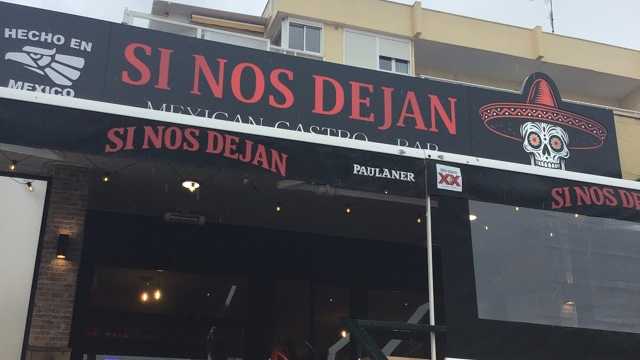 HECHO EN
MEXICO
SI NOS DEJAN
MEXICAN GASTRO - BAR
SI NOS DEJAN
PAULANER
XX
SI NOS DE